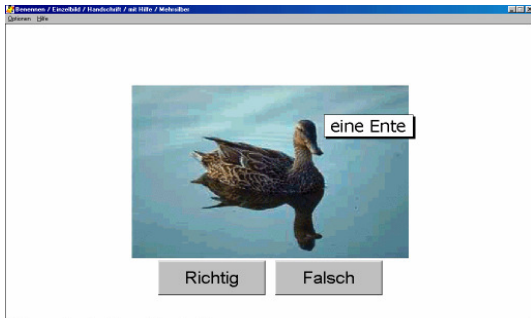 Benennen / Einzelbild / Handschrift / mit Hilfe / Mehrsilber
Optionen Hilfe
eine Ente
Richtig Falsch